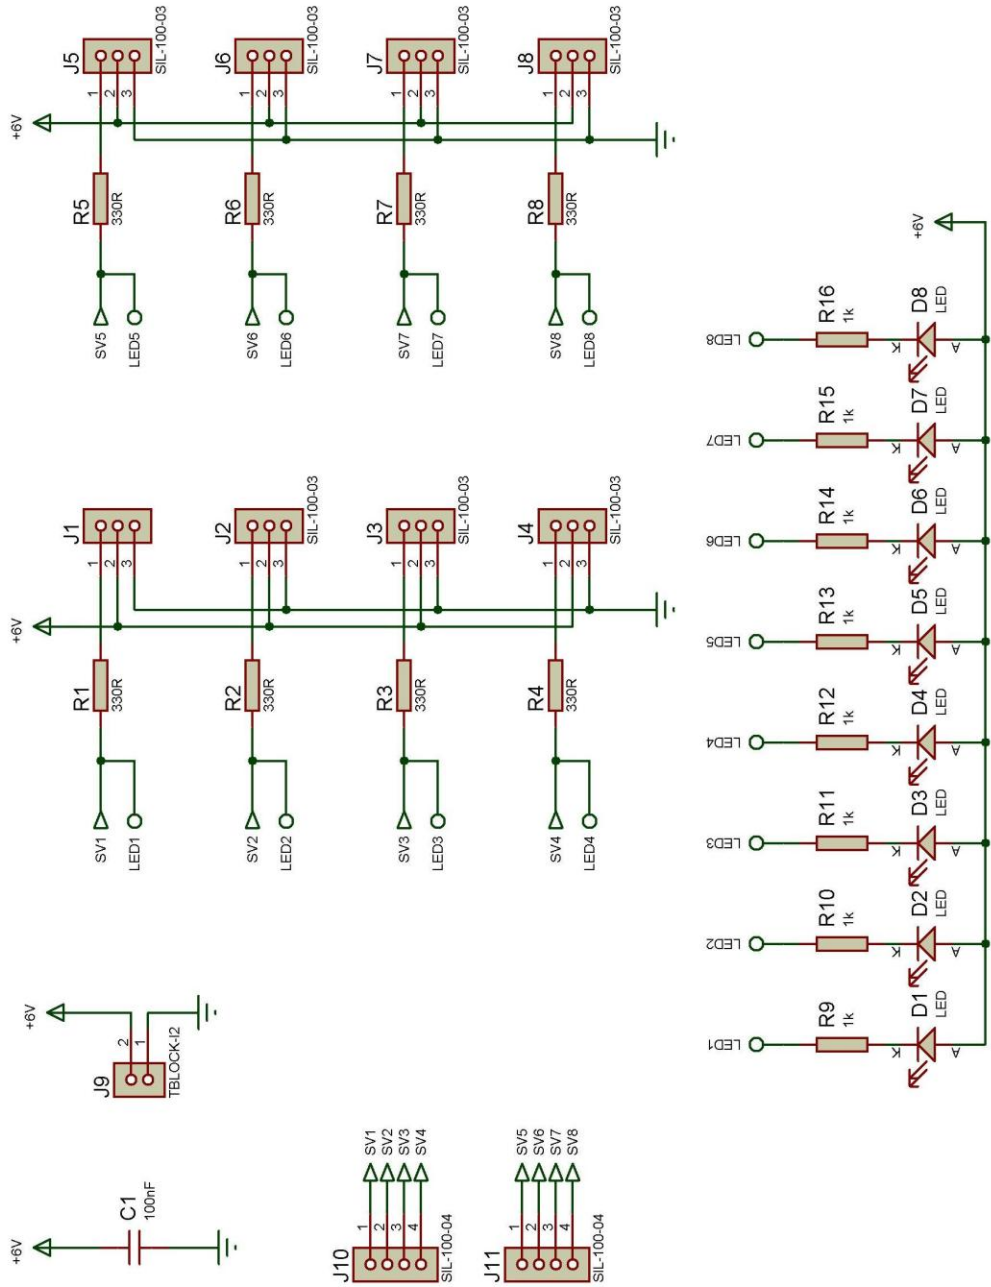 +6V
J5
1
2
3
SIL-100-03
R5
330R
SV5
LED5
J6
1
2
3
SIL-100-03
R6
330R
SV6
LED6
J7
1
2
3
SIL-100-03
R7
330R
SV7
LED7
J8
1
2
3
SIL-100-03
R8
330R
SV8
LED8
+6V
J1
1
2
3
R1
330R
SV1
LED1
J2
1
2
3
SIL-100-03
R2
330R
SV2
LED2
J3
1
2
3
SIL-100-03
R3
330R
SV3
LED3
J4
1
2
3
SIL-100-03
R4
330R
SV4
LED4
+6V
J9
2
1
TBLOCK-I2
+6V
C1
100nF
J10
1
2
3
4
SIL-100-04
SV1
SV2
SV3
SV4
J11
1
2
3
4
SIL-100-04
SV5
SV6
SV7
SV8
LED1
R9
1k
K
D1
LED
A
LED2
R10
1k
K
D2
LED
A
LED3
R11
1k
K
D3
LED
A
LED4
R12
1k
K
D4
LED
A
LED5
R13
1k
K
D5
LED
A
LED6
R14
1k
K
D6
LED
A
LED7
R15
1k
K
D7
LED
A
LED8
R16
1k
K
D8
LED
A
+6V